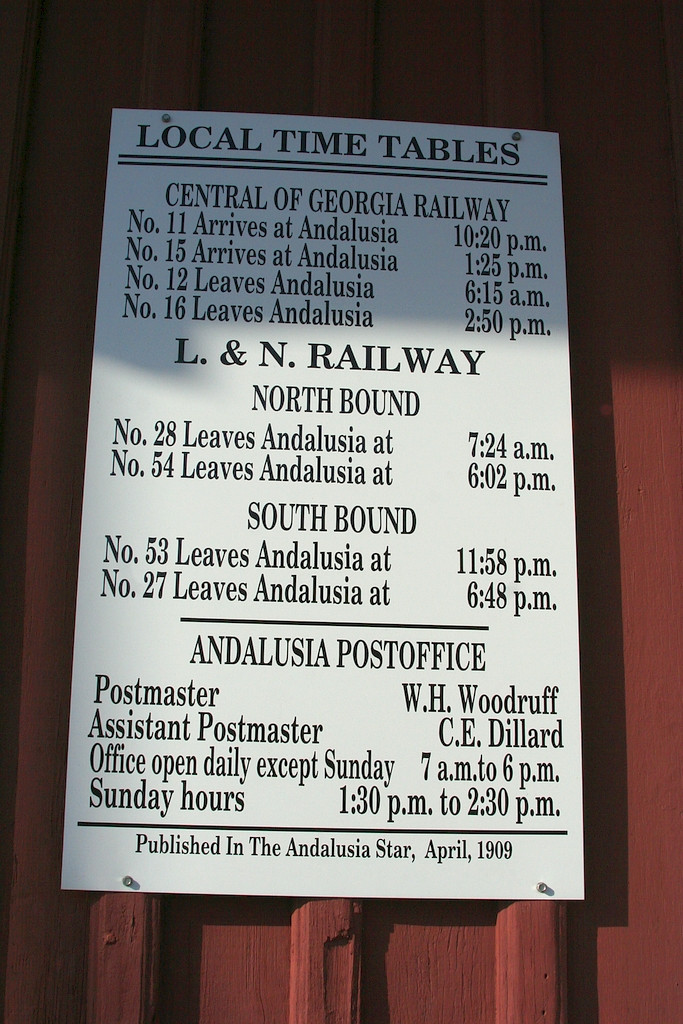 LOCAL TIME TABLES
CENTRAL OF GEORGIA RAILWAY
No. 11 Arrives at Andalusia 10:20 p.m.
No. 15 Arrives at Andalusia 1:25 p.m.
No. 12 Leaves Andalusia 6:15 a.m.
No. 16 Leaves Andalusia 2:50 p.m.
L. & N. RAILWAY
NORTH BOUND
No. 28 Leaves Andalusia at 7:24 a.m.
No. 54 Leaves Andalusia at 6:02 p.m.
SOUTH BOUND
No. 53 Leaves Andalusia at 11:58 p.m.
No. 27 Leaves Andalusia at 6:48 p.m.
ANDALUSIA POSTOFFICE
Postmaster W.H. Woodruff
Assistant Postmaster C.E. Dillard
Office open daily except Sunday 7 a.m.to 6 p.m.
Sunday hours 1:30 p.m. to 2:30 p.m.
Published In The Andalusia Star, April, 1909